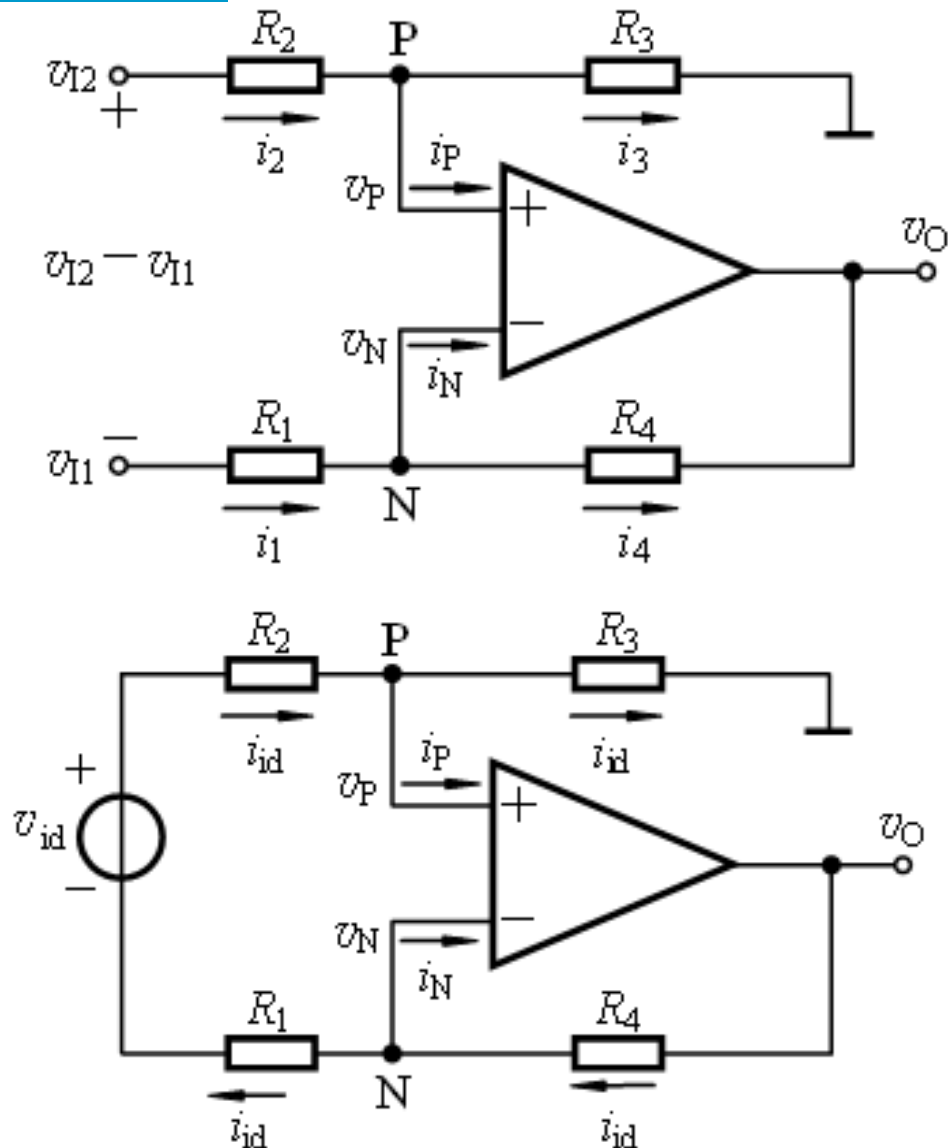 R2 P R3
vI2
+
i2 iP i3
vP
+
vO
vI2 − vI1
−
vN
iN
R1 R4
−
vI1
N
i1 i4
R2 P R3
iid iP iid
+
vP
+
vO
vid
−
−
vN
iN
R1 R4
N
iid iid